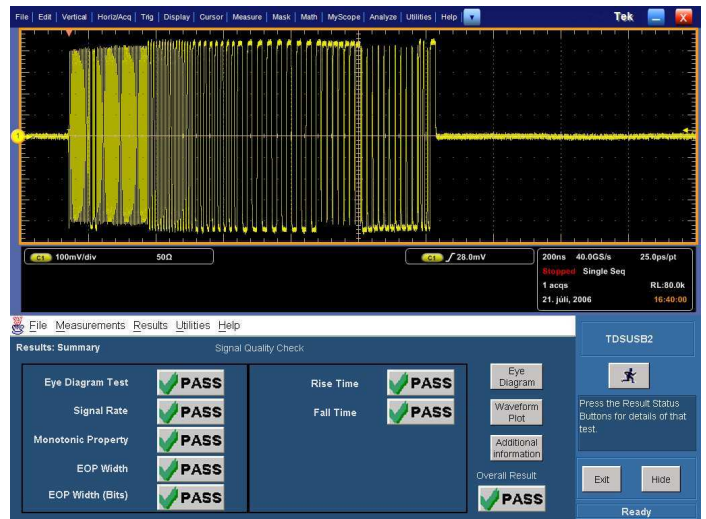 File | Edit | Vertical | Horiz/Acq | Trig | Display | Cursor | Measure | Mask | Math | MyScope | Analyze | Utilities | Help | Tek X
1
C1 100mV/div 50Ω
C1 28.0mV
200ns 40.0GS/s 25.0ps/pt
Stopped Single Seq
1 acqs RL:80.0k
21. júli, 2006 16:40:00
File Measurements Results Utilities Help
Results: Summary Signal Quality Check
Eye Diagram Test PASS
Signal Rate PASS
Monotonic Property PASS
EOP Width PASS
EOP Width (Bits) PASS
Rise Time PASS
Fall Time PASS
Eye
Diagram
Waveform
Plot
Additional
information
Overall Result
PASS
TDSUSB2
Press the Result Status
Buttons for details of that
test.
Exit Hide
Ready